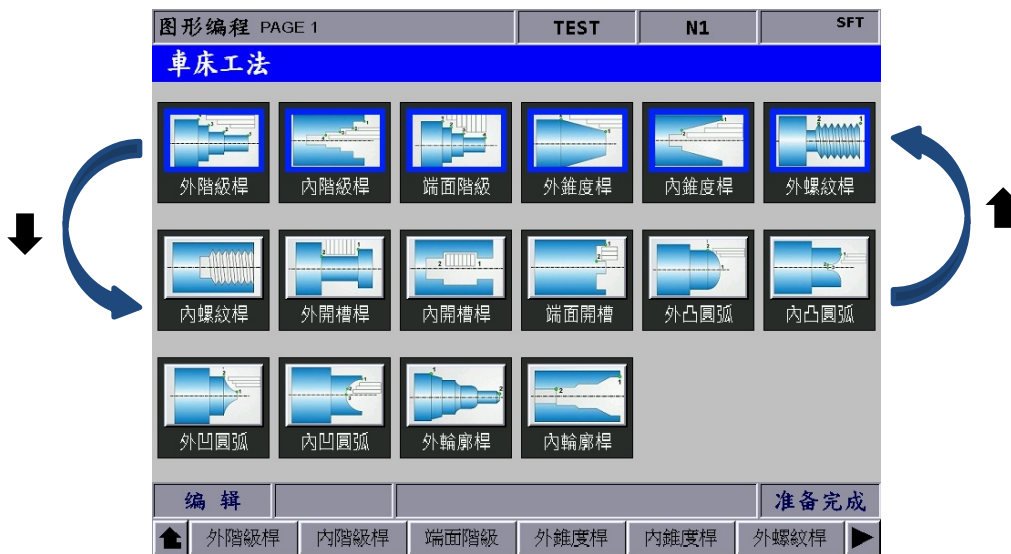 图形编程 PAGE 1 TEST N1 SFT
車床工法
外階級桿 內階級桿 端面階級 外錐度桿 內錐度桿 外螺紋桿
內螺紋桿 外開槽桿 內開槽桿 端面開槽 外凸圓弧 內凸圓弧
外凹圓弧 內凹圓弧 外輪廓桿 內輪廓桿
编 辑 准备完成
外階級桿 內階級桿 端面階級 外錐度桿 內錐度桿 外螺紋桿